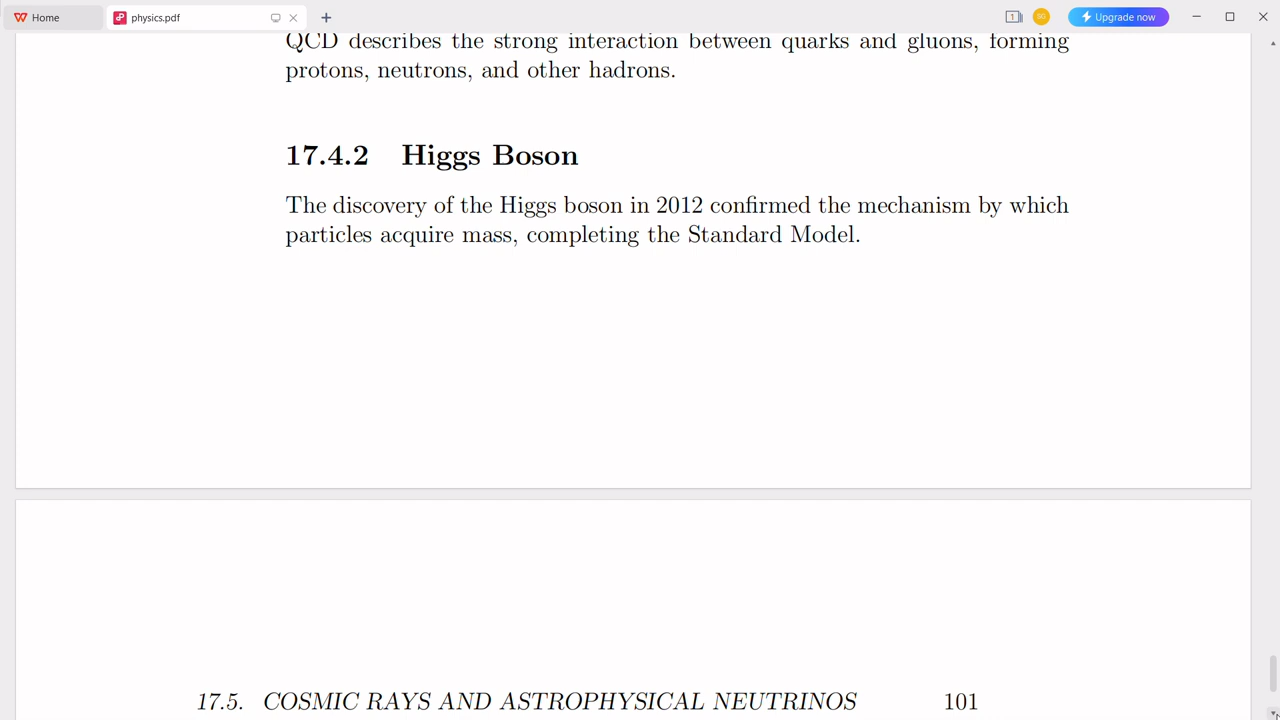 Home
physics.pdf
1
SG
Upgrade now
QCD describes the strong interaction between quarks and gluons, forming
protons, neutrons, and other hadrons.
17.4.2 Higgs Boson
The discovery of the Higgs boson in 2012 confirmed the mechanism by which
particles acquire mass, completing the Standard Model.
17.5. COSMIC RAYS AND ASTROPHYSICAL NEUTRINOS 101